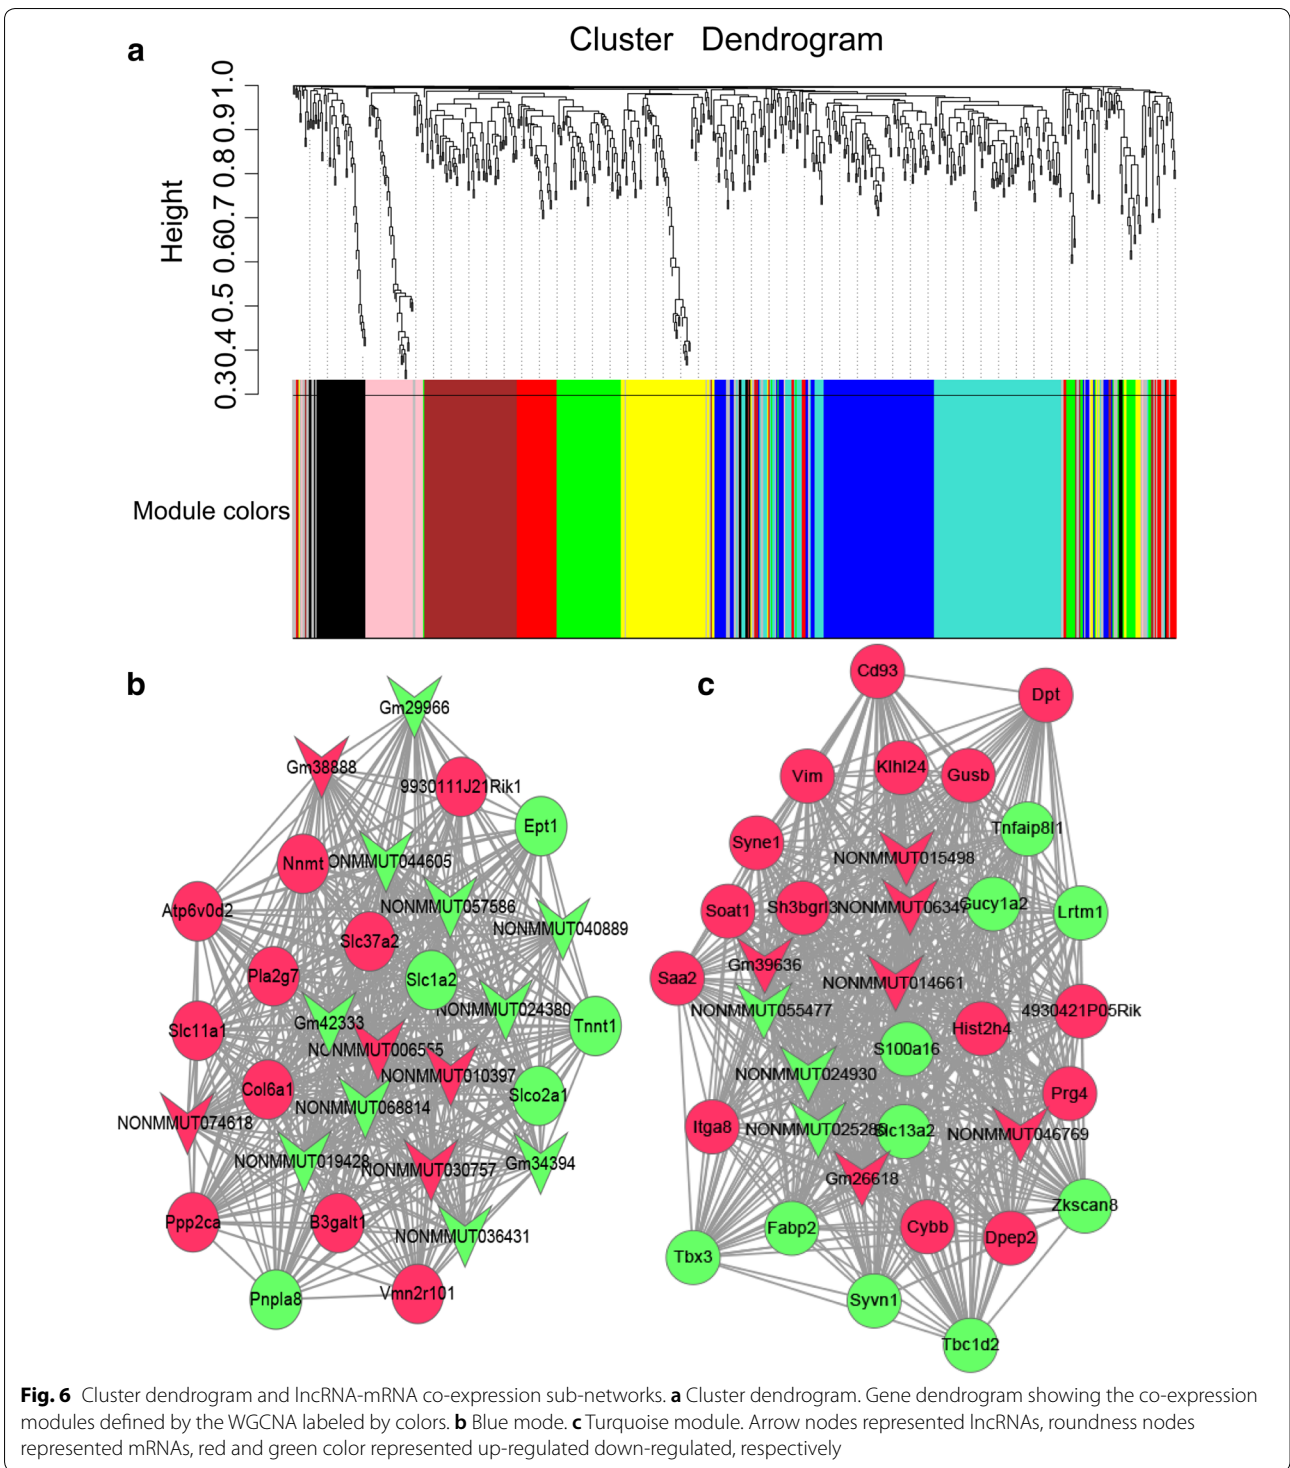 a
Cluster Dendrogram
Height
1.0
0.9
0.8
0.7
0.6
0.5
0.4
0.3
Module colors
b
Gm29966
Gm38888
9930111J21Rik1
Ept1
Nnmt
ONMMUT044605
NONMMUT057586
Atp6v0d2
NONMMUT040889
Slc37a2
Pla2g7
Slc1a2
NONMMUT024380
Gm42333
Tnnt1
Slc11a1
NONMMUT006555
NONMMUT010397
Col6a1
Slco2a1
NONMMUT068814
NONMMUT074618
NONMMUT019428
NONMMUT030757
Gm34394
Ppp2ca
B3galt1
NONMMUT036431
Pnpla8
Vmn2r101
c
Cd93
Dpt
Vim
Klhl24
Gusb
Tnfaip8l1
Syne1
NONMMUT015498
Soat1
Sh3bgrl3
NONMMUT06347
Gucy1a2
Lrtm1
Gm39636
Saa2
NONMMUT014661
NONMMUT055477
4930421P05Rik
Hist2h4
S100a16
NONMMUT024930
Prg4
Itga8
NONMMUT02528
Slc13a2
NONMMUT046769
Gm26618
Zkscan8
Fabp2
Cybb
Dpep2
Tbx3
Syvn1
Tbc1d2
Fig. 6 Cluster dendrogram and lncRNA-mRNA co-expression sub-networks. a Cluster dendrogram. Gene dendrogram showing the co-expression
modules defined by the WGCNA labeled by colors. b Blue mode. c Turquoise module. Arrow nodes represented lncRNAs, roundness nodes
represented mRNAs, red and green color represented up-regulated down-regulated, respectively